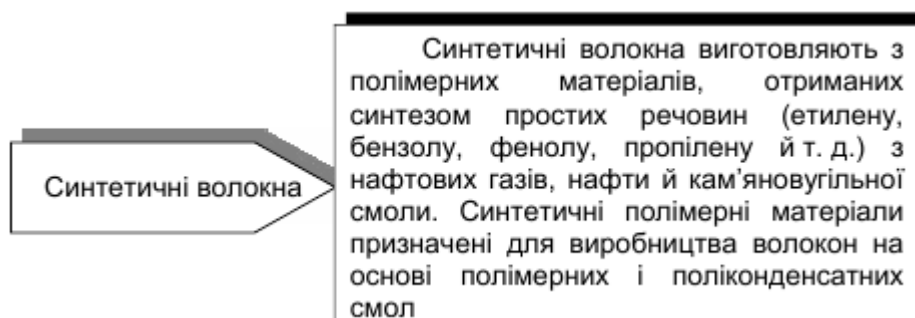 Синтетичні волокна
Синтетичні волокна виготовляють з
полімерних матеріалів, отриманих
синтезом простих речовин (етилену,
бензолу, фенолу, пропілену й т. д.) з
нафтових газів, нафти й кам’яновугільної
смоли. Синтетичні полімерні матеріали
призначені для виробництва волокон на
основі полімерних і поліконденсатних
смол